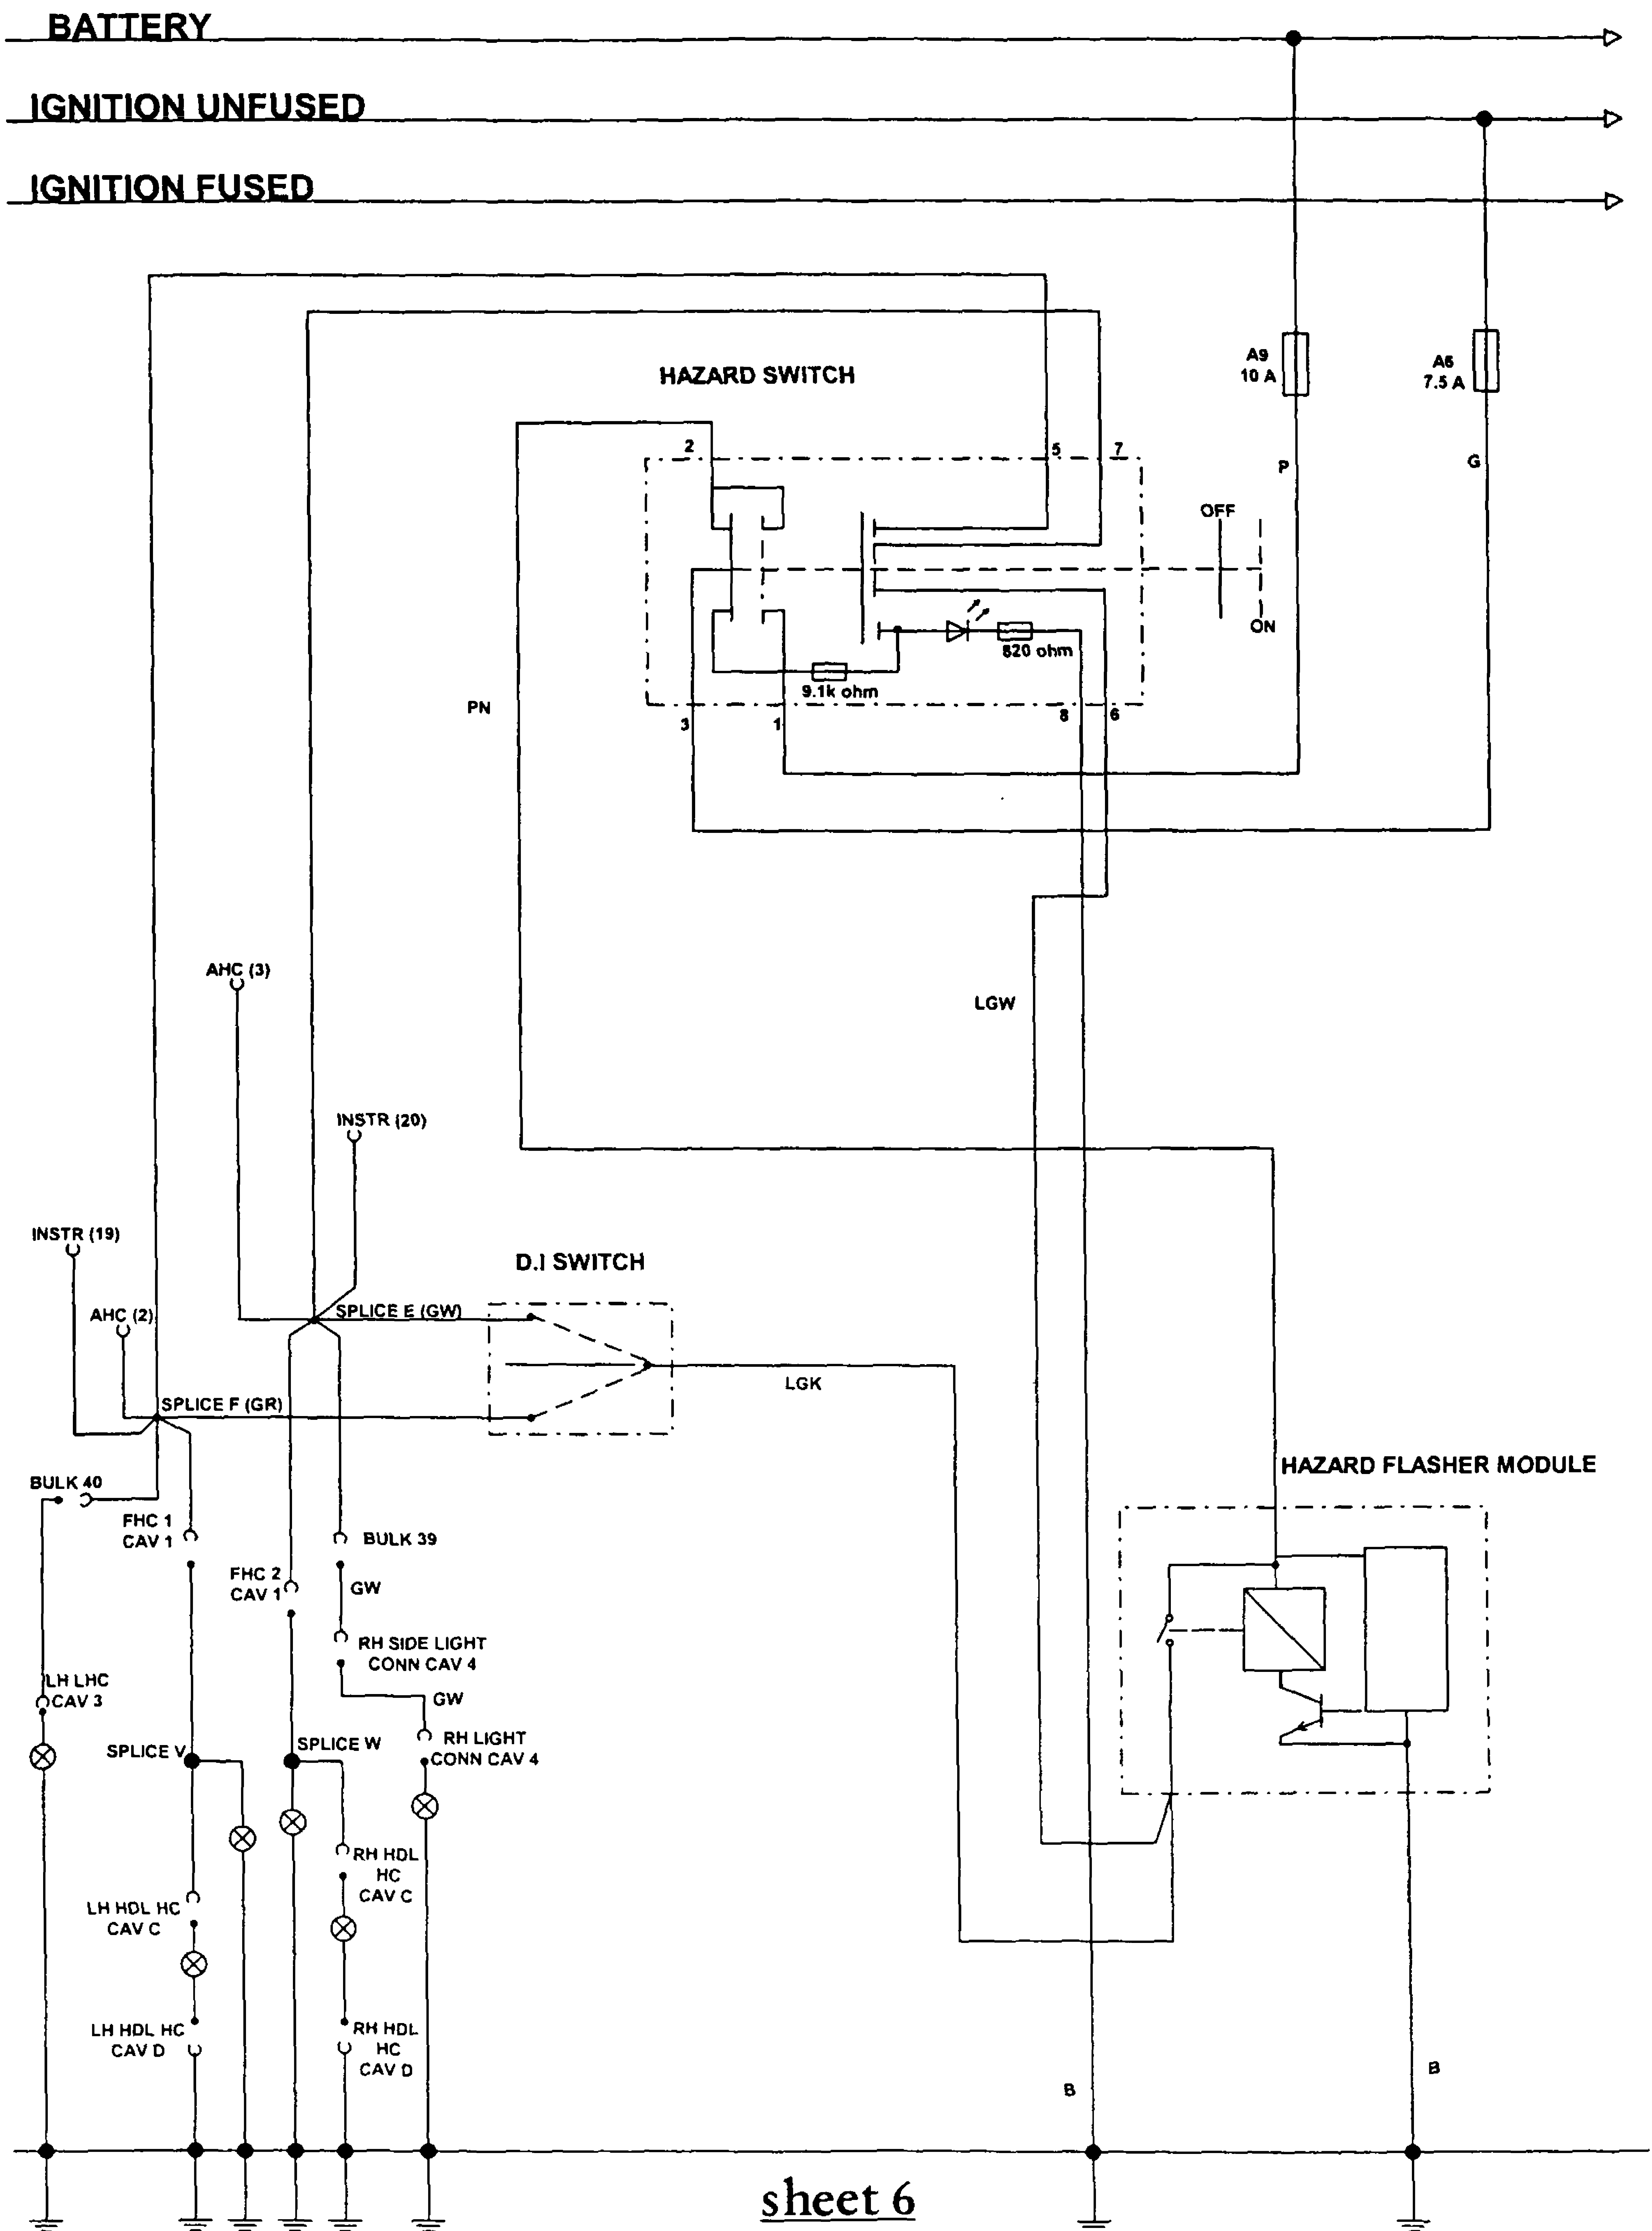 BATTERY
IGNITION UNFUSED
IGNITION FUSED
HAZARD SWITCH
A9
10 A
A6
7.5 A
2
5
7
P
G
OFF
ON
820 ohm
9.1k ohm
PN
3
1
8
6
AHC (3)
LGW
INSTR (20)
INSTR (19)
D.I SWITCH
AHC (2)
SPLICE E (GW)
LGK
SPLICE F (GR)
HAZARD FLASHER MODULE
BULK 40
FHC 1
CAV 1
BULK 39
FHC 2
CAV 1
GW
RH SIDE LIGHT
CONN CAV 4
LH LHC
CAV 3
GW
SPLICE V
SPLICE W
RH LIGHT
CONN CAV 4
RH HDL
HC
CAV C
LH HDL HC
CAV C
LH HDL HC
CAV D
RH HDL
HC
CAV D
B
B
sheet 6